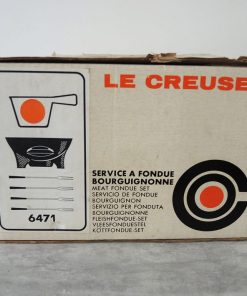 LE CREUSE
SERVICE A FONDUE
BOURGUIGNONNE
MEAT FONDUE SET
SERVICIO DE FONDUE
BOURGUIGNON
SERVIZIO PER FONDUTA
BOURGUIGNONNE
FLEISHFONDUE-SET
VLEESFONDUESTEL
KÖTTFONDUE-SET
6471